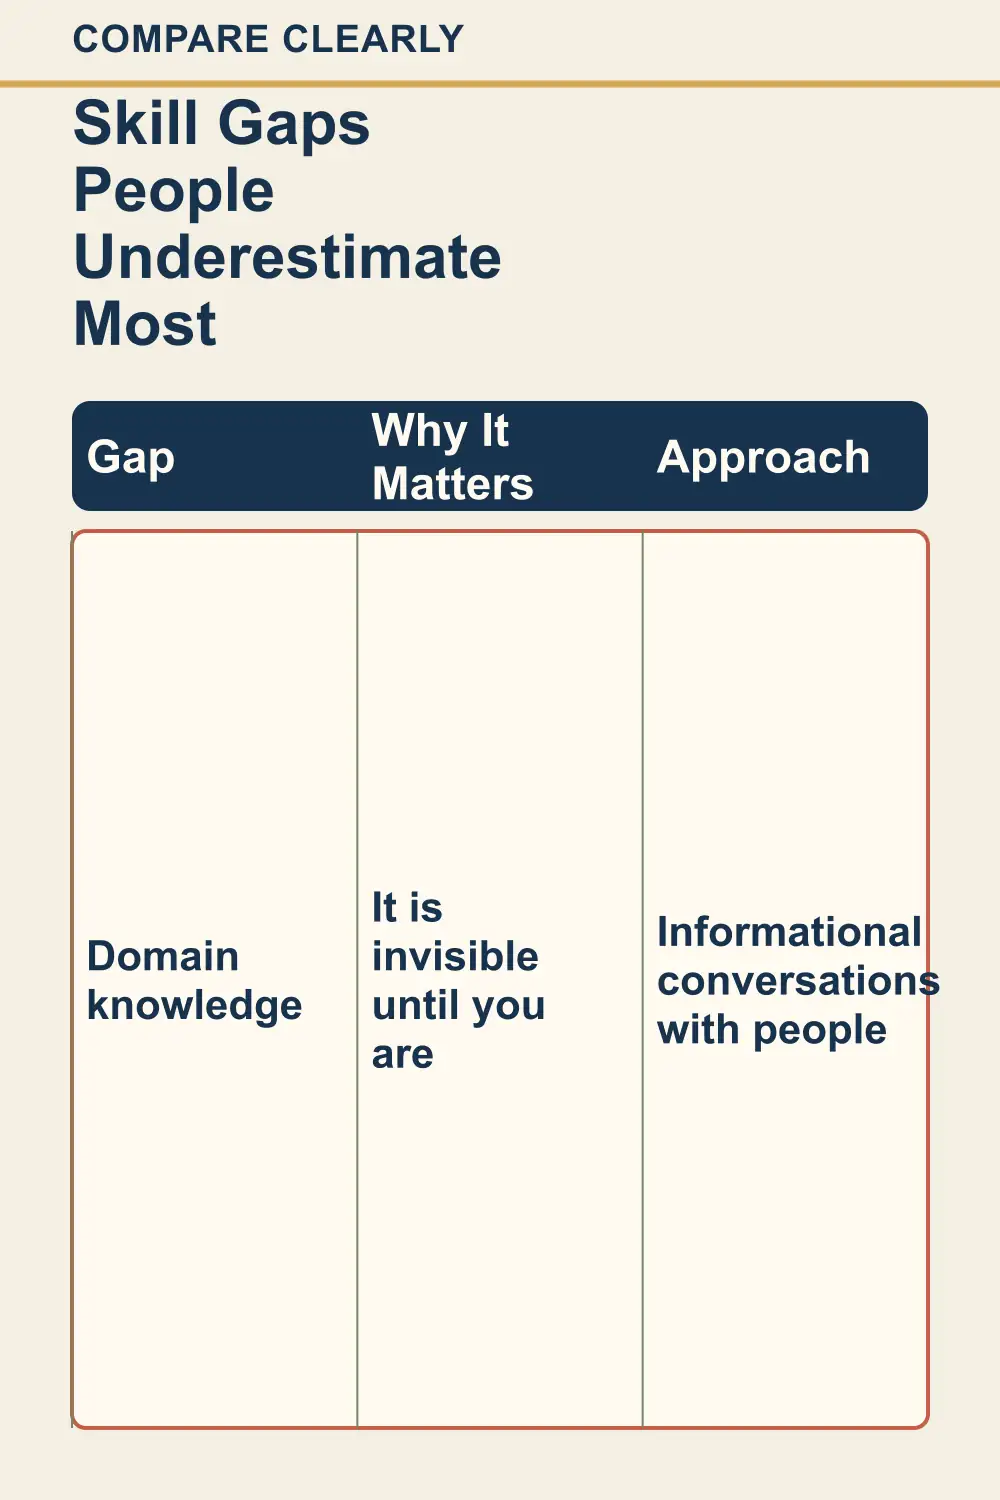 COMPARE CLEARLY
Skill Gaps
People
Underestimate
Most
Gap
Why It
Matters
Approach
Domain
knowledge
It is
invisible
until you
are
Informational
conversations
with people